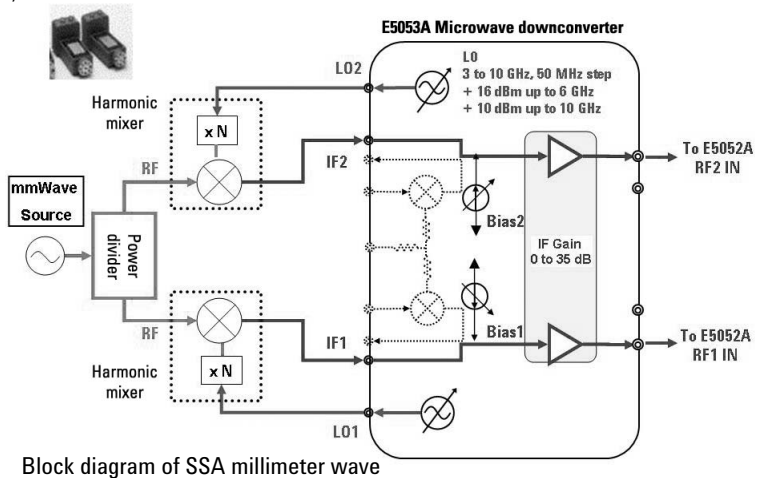 E5053A Microwave downconverter
LO2
LO
3 to 10 GHz, 50 MHz step
+ 16 dBm up to 6 GHz
+ 10 dBm up to 10 GHz
Harmonic
mixer
x N
RF
IF2
To E5052A
RF2 IN
mmWave
Source
Power
divider
Bias2
IF Gain
0 to 35 dB
RF
IF1
Bias1
To E5052A
RF1 IN
Harmonic
mixer
x N
LO1
Block diagram of SSA millimeter wave